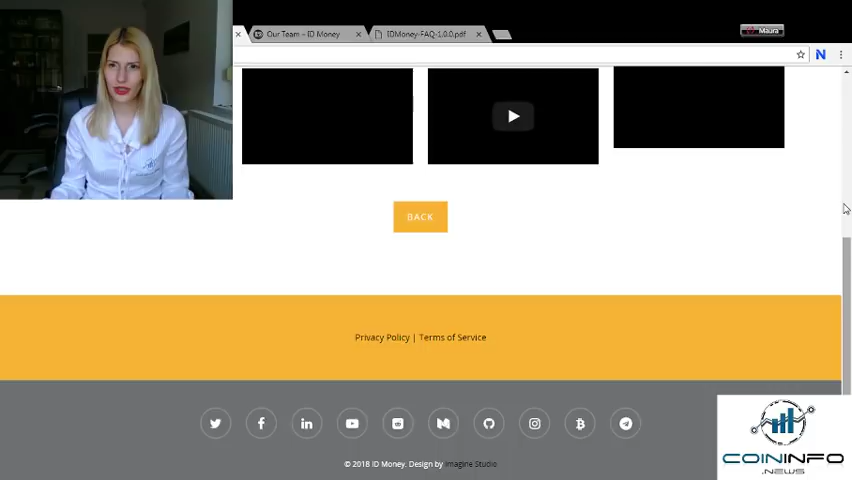 Our Team – ID Money
IDMoney-FAQ-1.0.0.pdf
Maura
BACK
Privacy Policy | Terms of Service
© 2018 ID Money. Design by Imagine Studio
COININFO
.NEWS